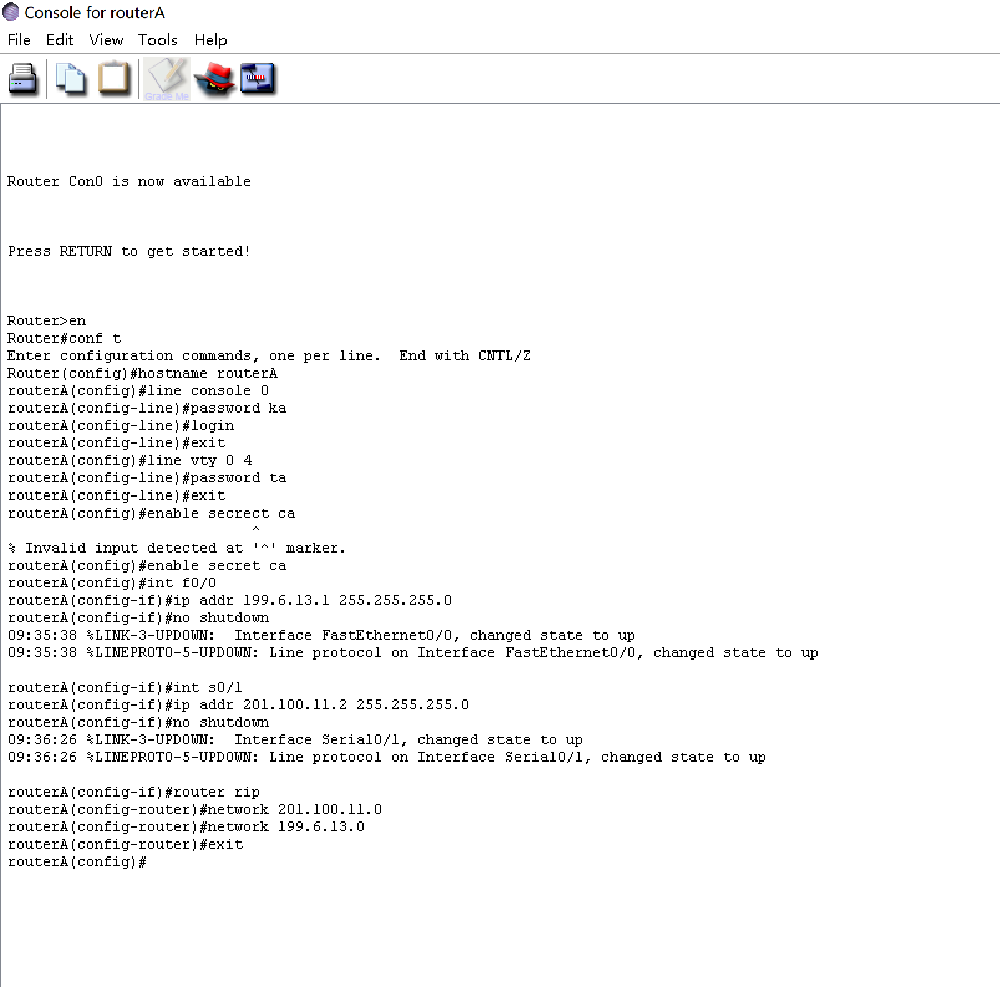 Console for routerA
File Edit View Tools Help
Grade Me
Router Con0 is now available
Press RETURN to get started!
Router>en
Router#conf t
Enter configuration commands, one per line.  End with CNTL/Z
Router(config)#hostname routerA
routerA(config)#line console 0
routerA(config-line)#password ka
routerA(config-line)#login
routerA(config-line)#exit
routerA(config)#line vty 0 4
routerA(config-line)#password ta
routerA(config-line)#exit
routerA(config)#enable secrect ca
^
% Invalid input detected at '^' marker.
routerA(config)#enable secret ca
routerA(config)#int f0/0
routerA(config-if)#ip addr 199.6.13.1 255.255.255.0
routerA(config-if)#no shutdown
09:35:38 %LINK-3-UPDOWN:  Interface FastEthernet0/0, changed state to up
09:35:38 %LINEPROTO-5-UPDOWN: Line protocol on Interface FastEthernet0/0, changed state to up
routerA(config-if)#int s0/1
routerA(config-if)#ip addr 201.100.11.2 255.255.255.0
routerA(config-if)#no shutdown
09:36:26 %LINK-3-UPDOWN:  Interface Serial0/1, changed state to up
09:36:26 %LINEPROTO-5-UPDOWN: Line protocol on Interface Serial0/1, changed state to up
routerA(config-if)#router rip
routerA(config-router)#network 201.100.11.0
routerA(config-router)#network 199.6.13.0
routerA(config-router)#exit
routerA(config)#